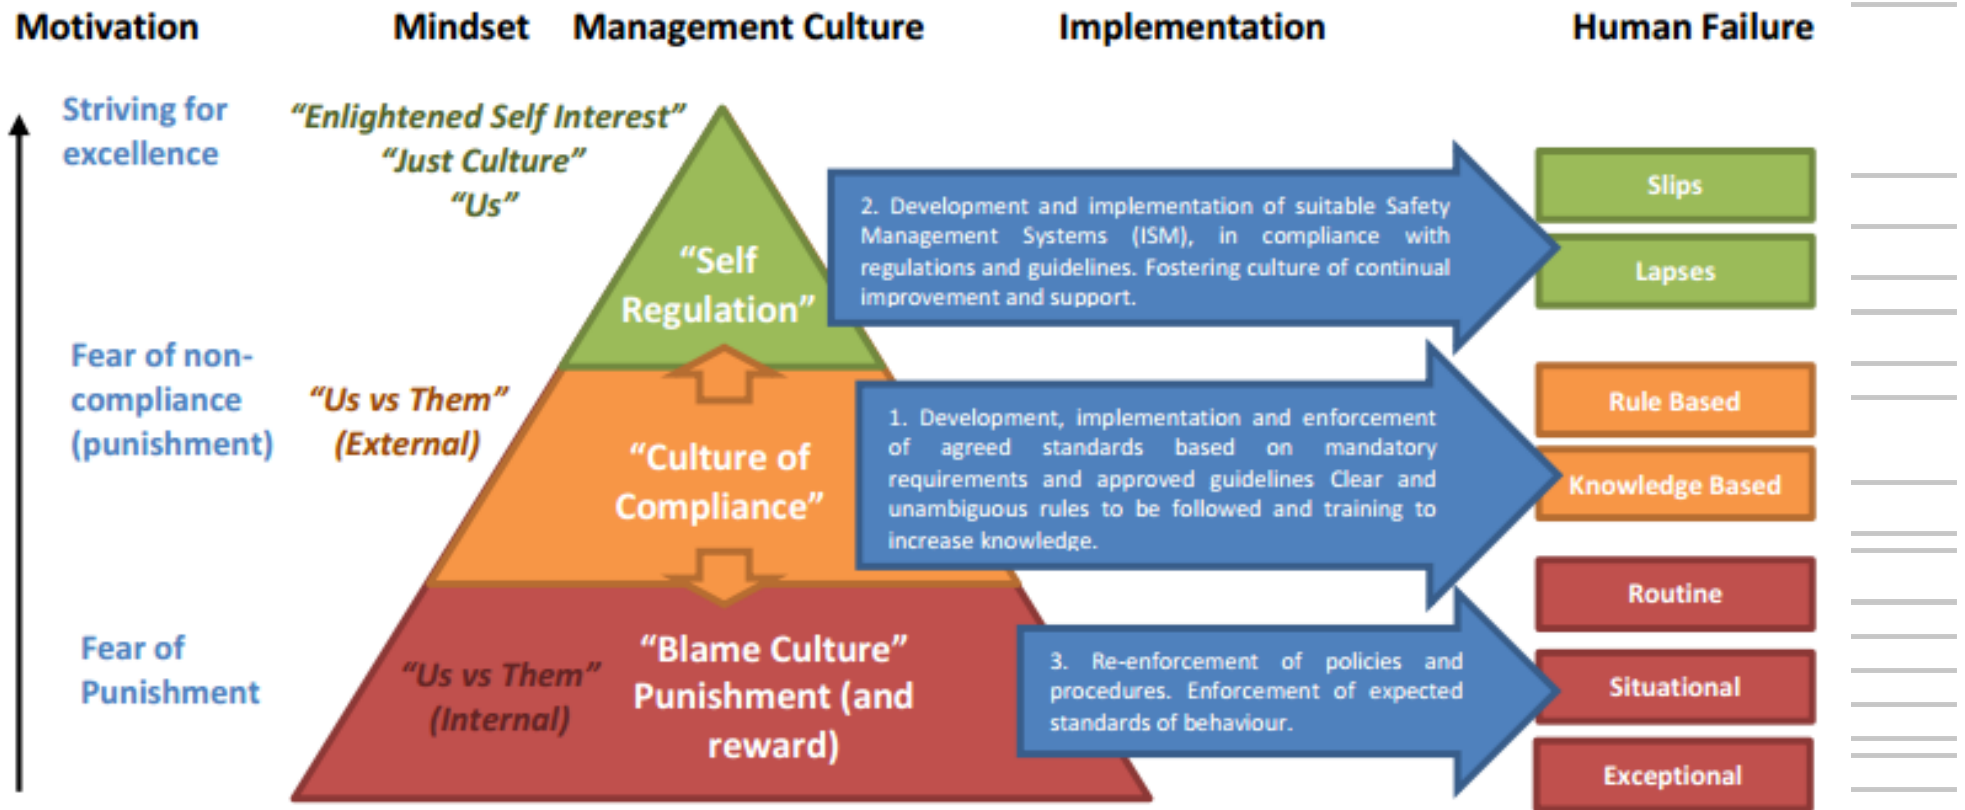 Motivation
Mindset
Management Culture
Implementation
Human Failure
Striving for
excellence
“Enlightened Self Interest”
“Just Culture”
“Us”
“Self
Regulation”
2. Development and implementation of suitable Safety
Management Systems (ISM), in compliance with
regulations and guidelines. Fostering culture of continual
improvement and support.
Slips
Lapses
Fear of non-
compliance
(punishment)
“Us vs Them”
(External)
“Culture of
Compliance”
1. Development, implementation and enforcement
of agreed standards based on mandatory
requirements and approved guidelines Clear and
unambiguous rules to be followed and training to
increase knowledge.
Rule Based
Knowledge Based
Fear of
Punishment
“Us vs Them”
(Internal)
“Blame Culture”
Punishment (and
reward)
3. Re-enforcement of policies and
procedures. Enforcement of expected
standards of behaviour.
Routine
Situational
Exceptional